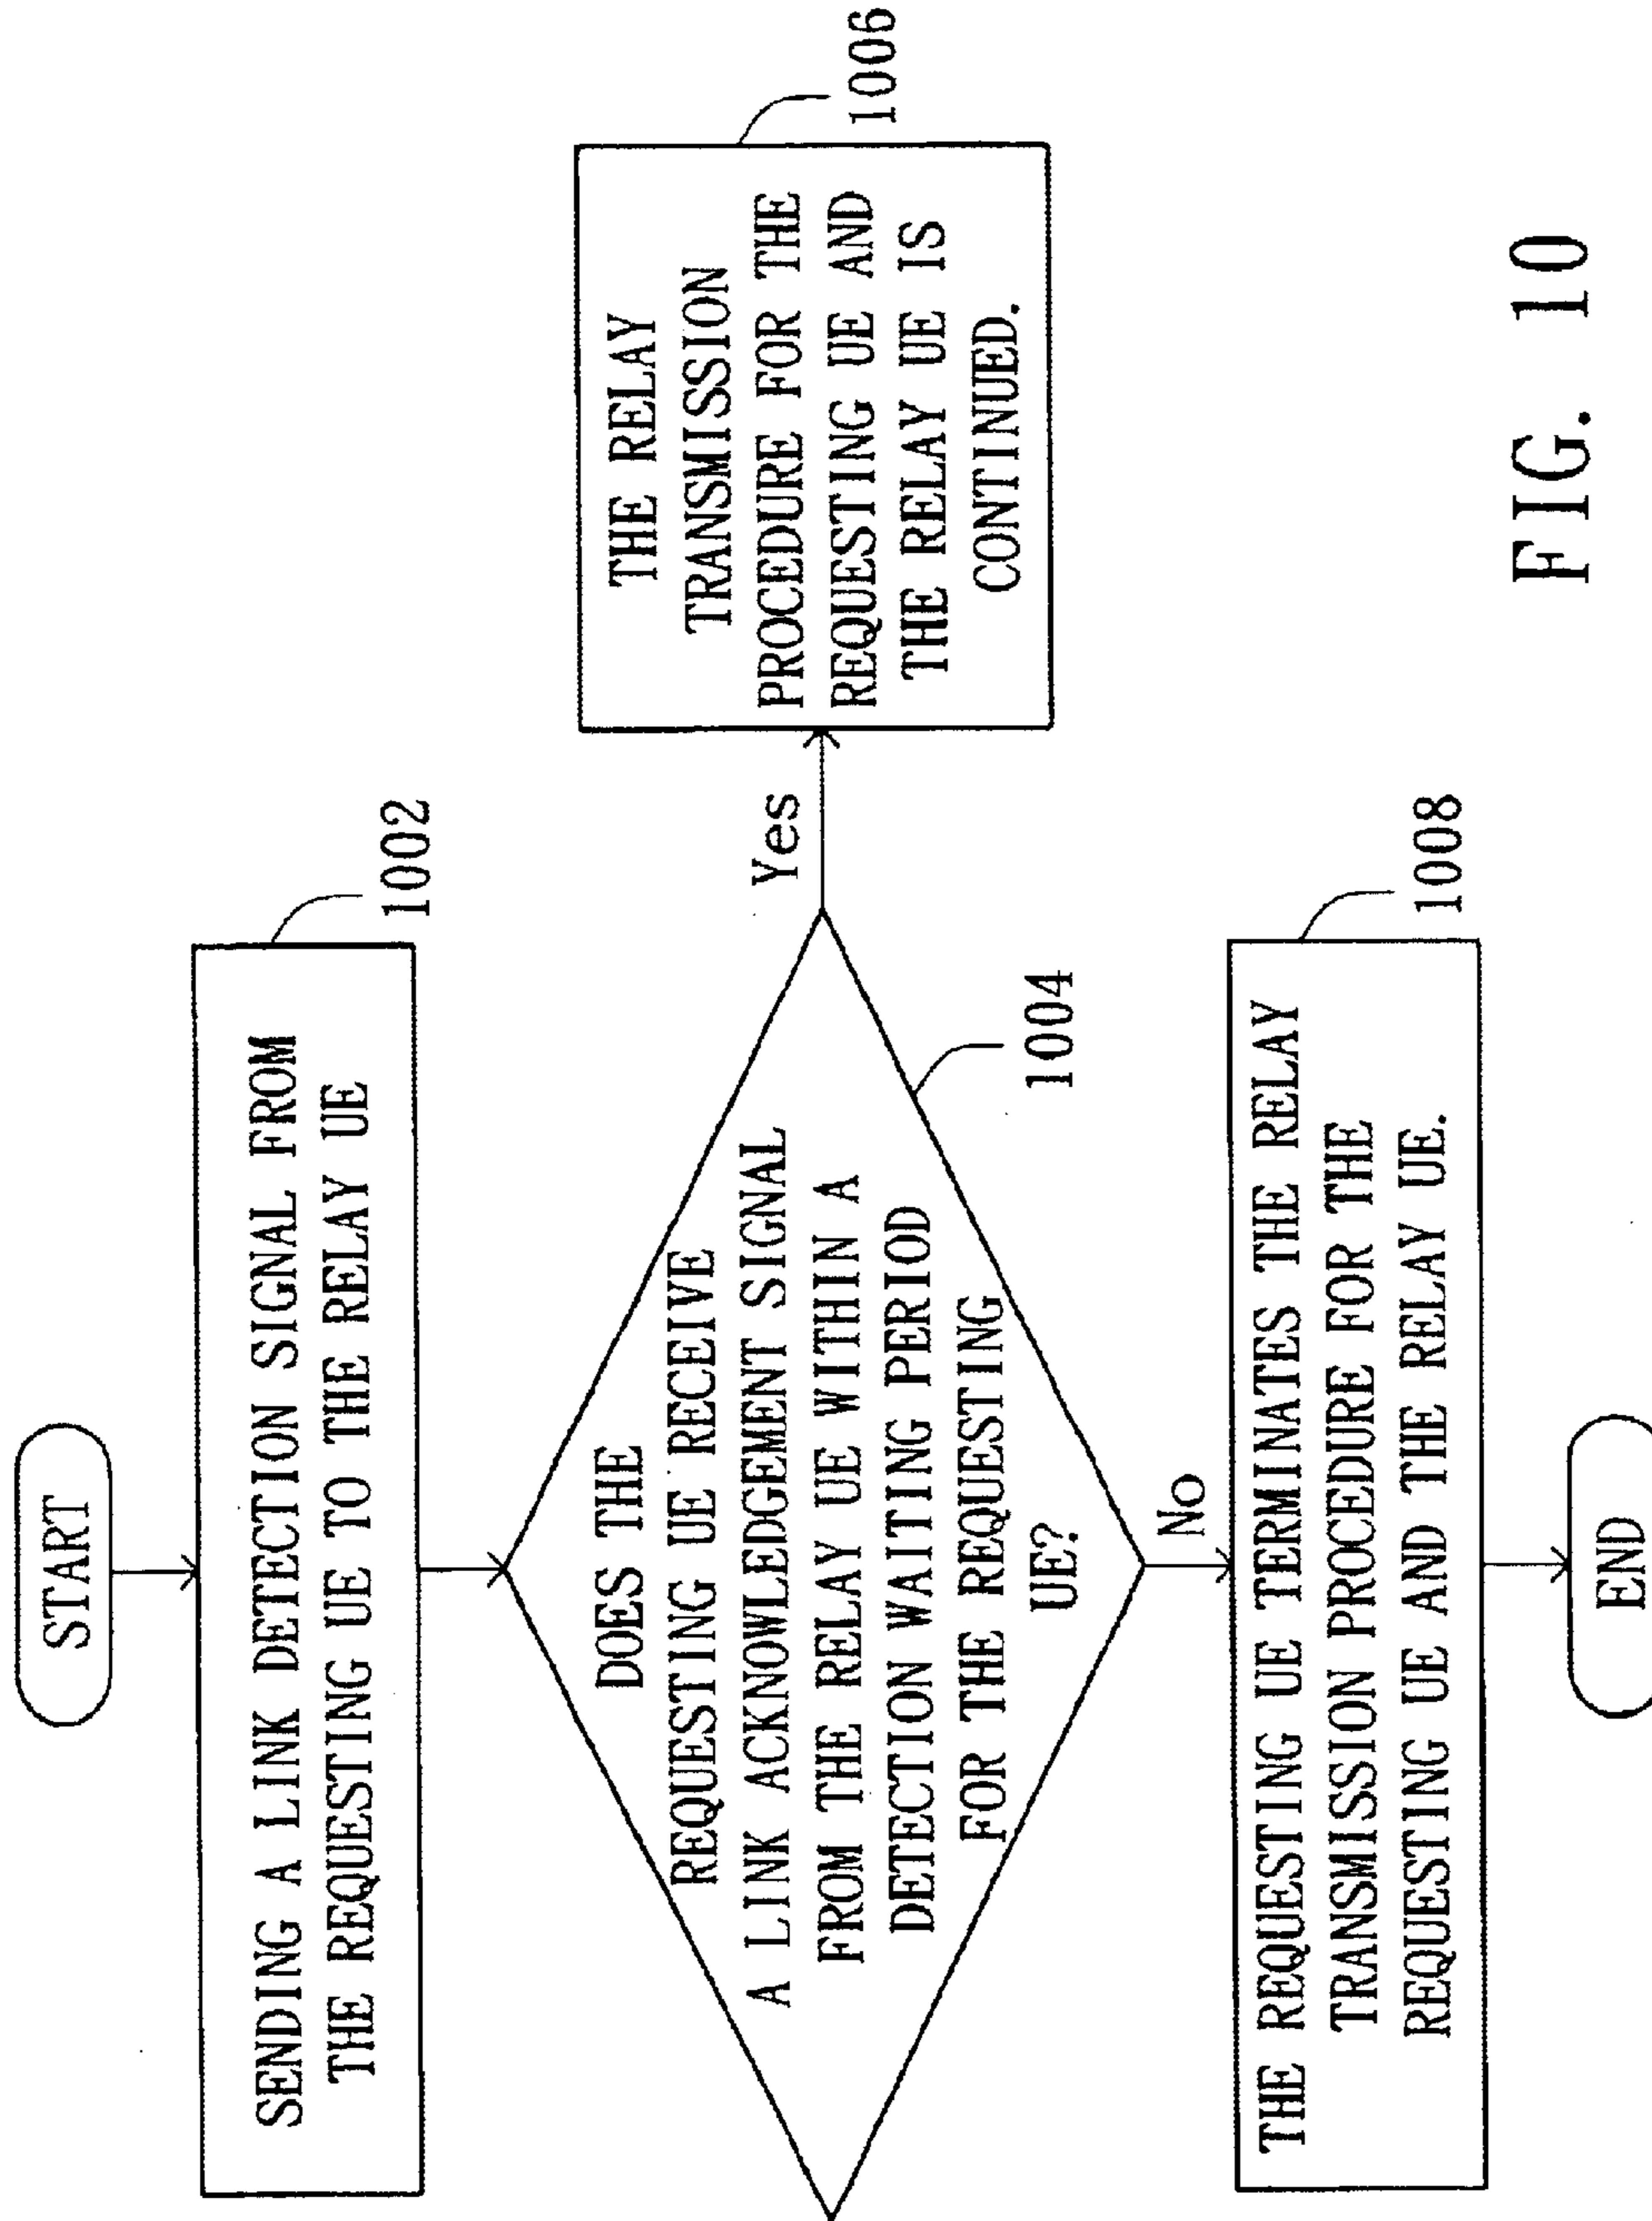 START
SENDING A LINK DETECTION SIGNAL FROM
THE REQUESTING UE TO THE RELAY UE
1002
DOES THE
REQUESTING UE RECEIVE
A LINK ACKNOWLEDGEMENT SIGNAL
FROM THE RELAY UE WITHIN A
DETECTION WAITING PERIOD
FOR THE REQUESTING
UE?
1004
Yes
THE RELAY
TRANSMISSION
PROCEDURE FOR THE
REQUESTING UE AND
THE RELAY UE IS
CONTINUED.
1006
No
THE REQUESTING UE TERMINATES THE RELAY
TRANSMISSION PROCEDURE FOR THE
REQUESTING UE AND THE RELAY UE.
1008
END
FIG. 10